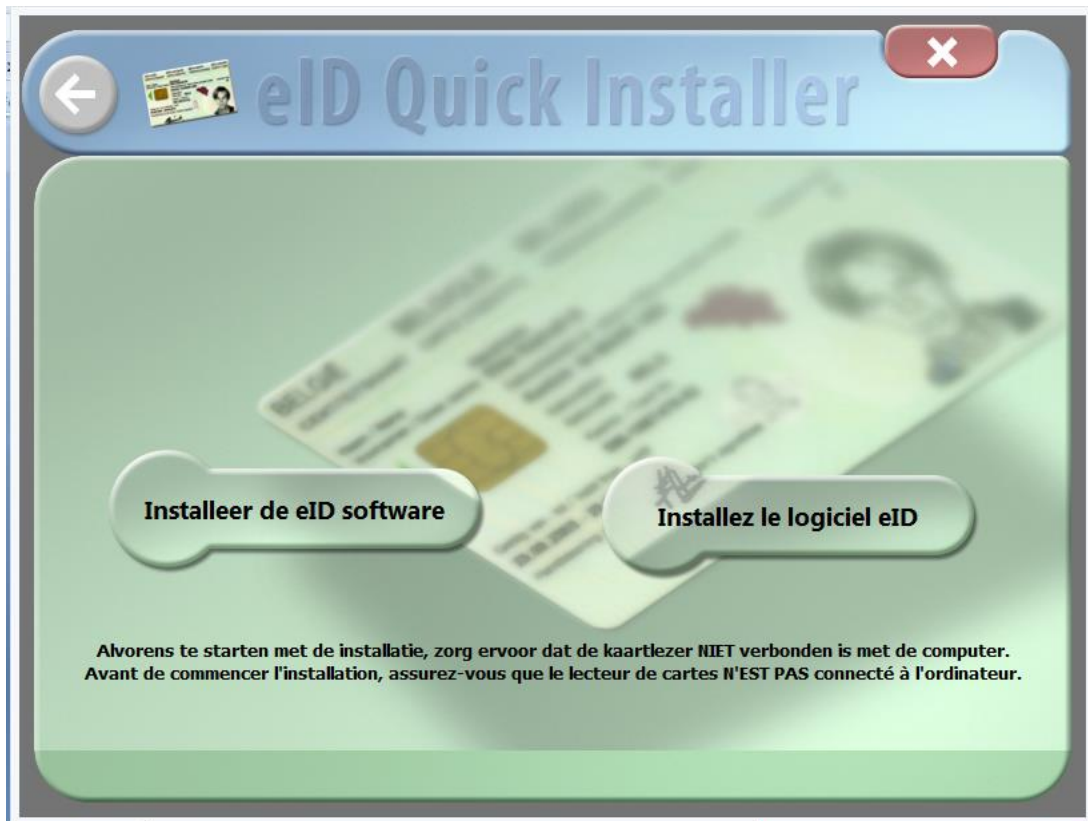 eID Quick Installer
BELGIE
Installeer de eID software
Installez le logiciel eID
Alvorens te starten met de installatie, zorg ervoor dat de kaartlezer NIET verbonden is met de computer.
Avant de commencer l'installation, assurez-vous que le lecteur de cartes N'EST PAS connecté à l'ordinateur.